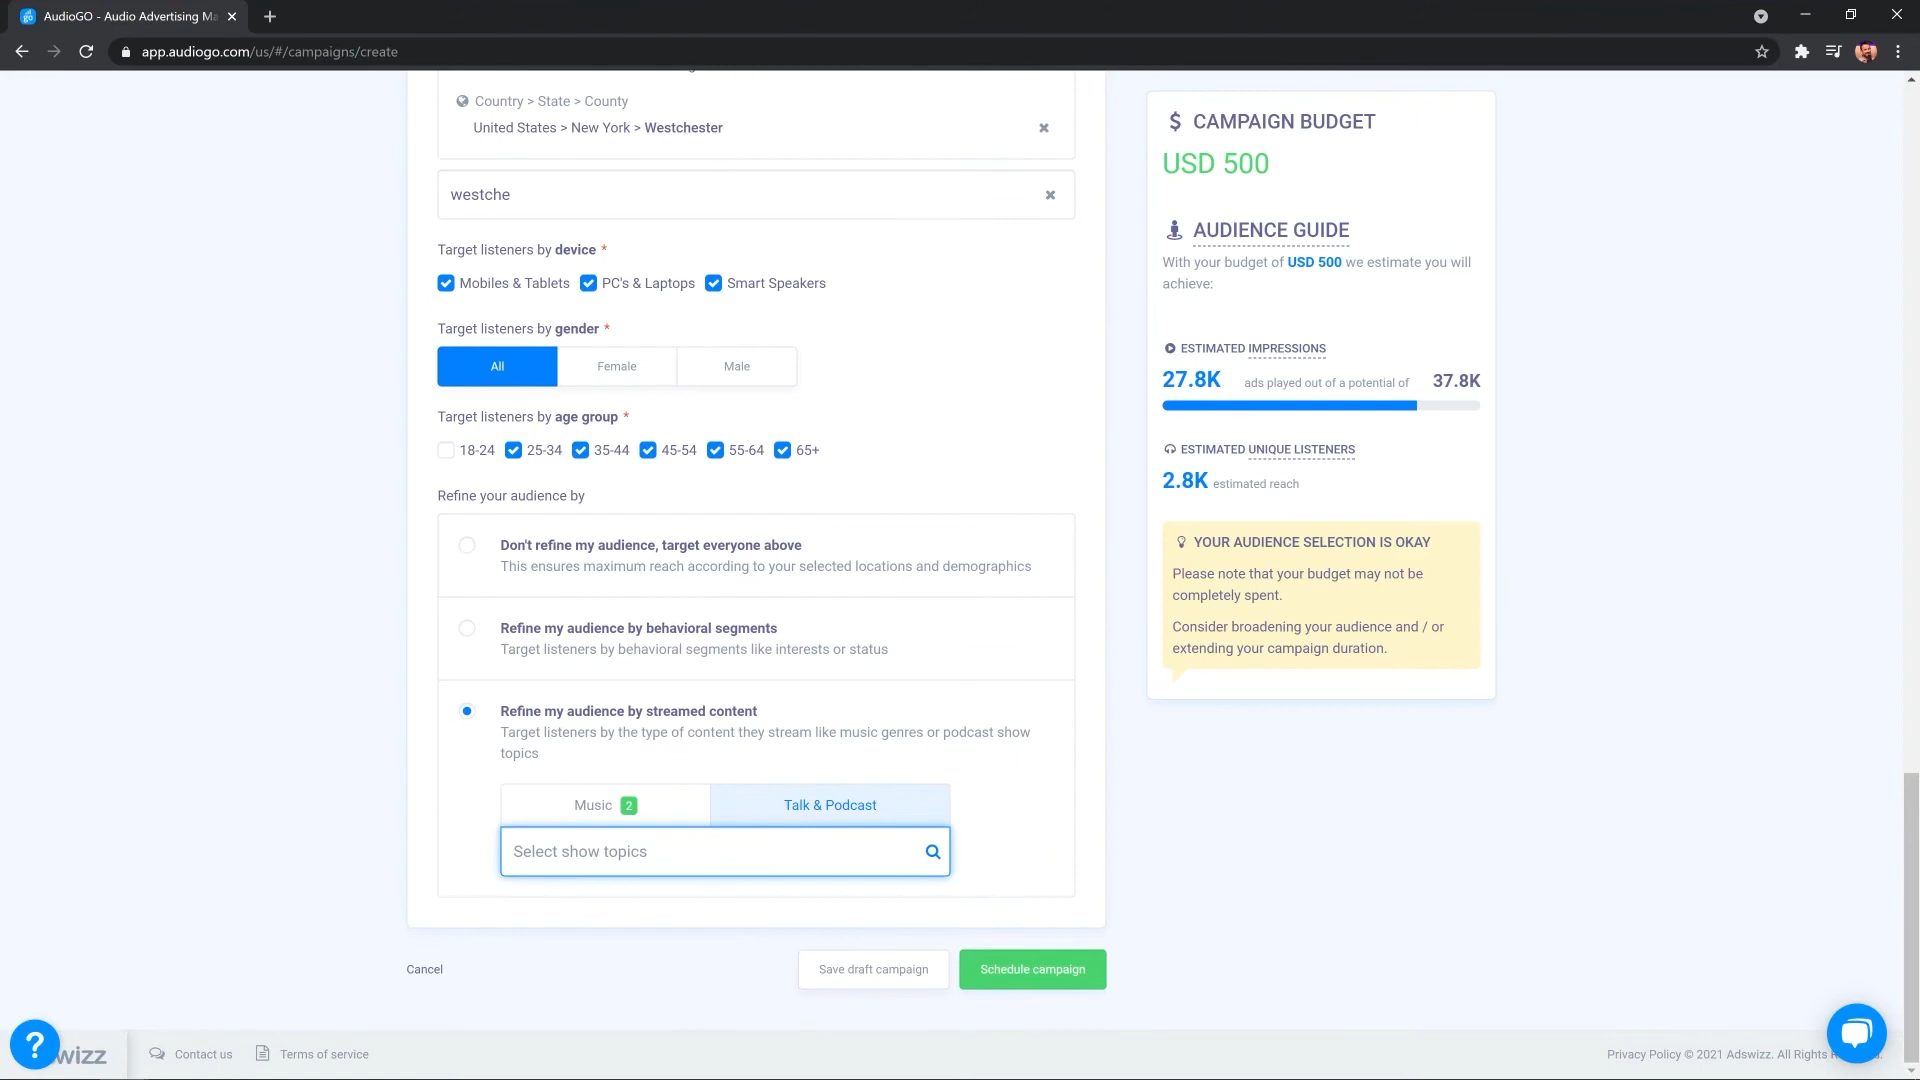 AudioGO - Audio Advertising Ma
app.audiogo.com/us/#/campaigns/create
Country > State > County
United States > New York > Westchester
westche
Target listeners by device *
Mobiles & Tablets PC's & Laptops Smart Speakers
Target listeners by gender *
All Female Male
Target listeners by age group *
18-24 25-34 35-44 45-54 55-64 65+
Refine your audience by
Don't refine my audience, target everyone above
This ensures maximum reach according to your selected locations and demographics
Refine my audience by behavioral segments
Target listeners by behavioral segments like interests or status
Refine my audience by streamed content
Target listeners by the type of content they stream like music genres or podcast show
topics
Music 2 Talk & Podcast
Select show topics
Cancel Save draft campaign Schedule campaign
$ CAMPAIGN BUDGET
USD 500
AUDIENCE GUIDE
With your budget of USD 500 we estimate you will
achieve:
ESTIMATED IMPRESSIONS
27.8K ads played out of a potential of 37.8K
ESTIMATED UNIQUE LISTENERS
2.8K estimated reach
YOUR AUDIENCE SELECTION IS OKAY
Please note that your budget may not be
completely spent.
Consider broadening your audience and / or
extending your campaign duration.
? wizz Contact us Terms of service
Privacy Policy © 2021 Adswizz. All Rights